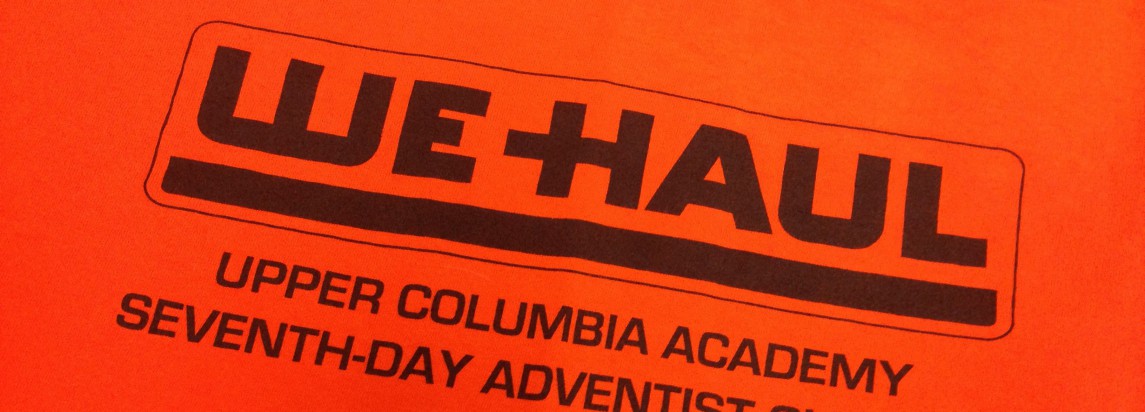 WE-HAUL
UPPER COLUMBIA ACADEMY
SEVENTH-DAY ADVENTIST